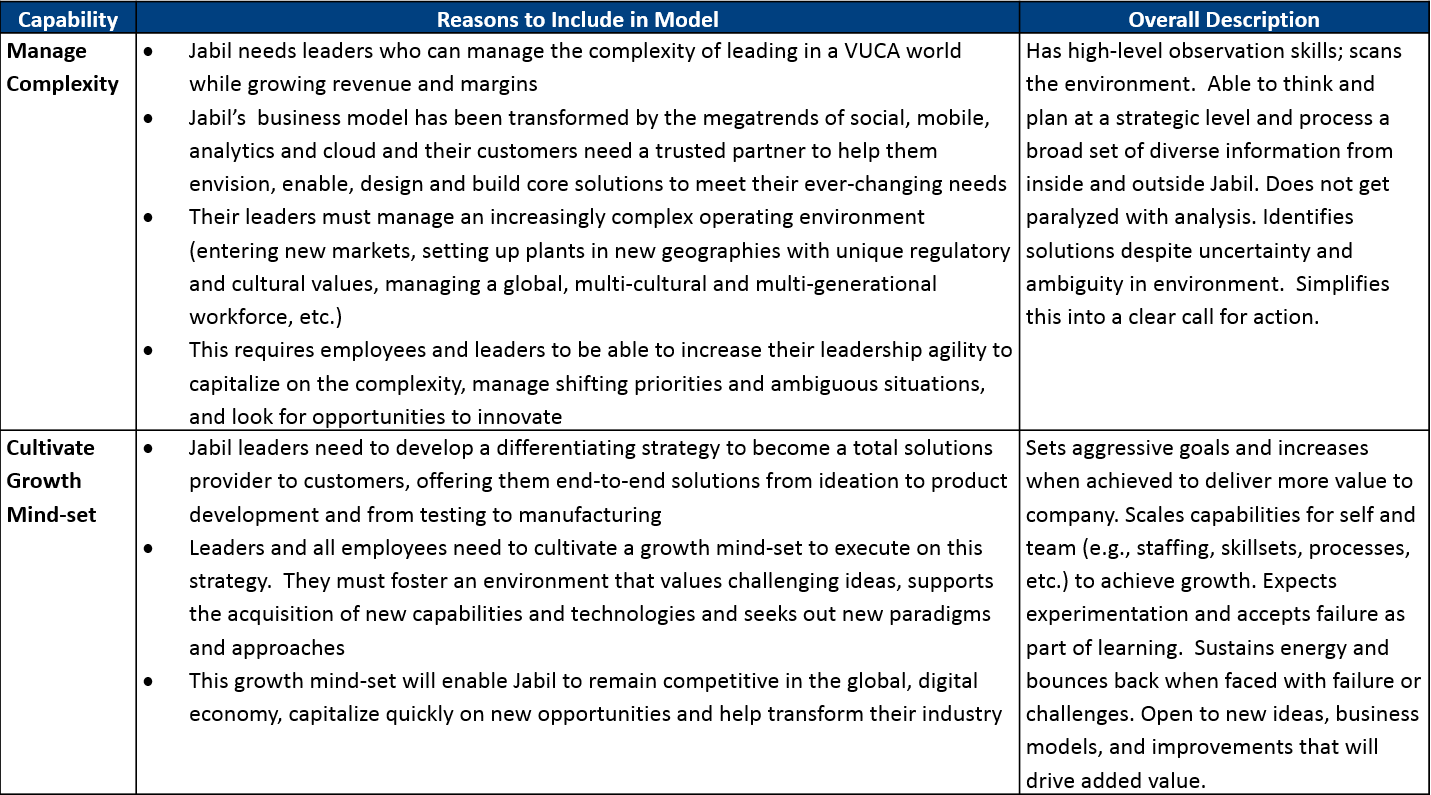 Capability
Reasons to Include in Model
Overall Description
Manage
Complexity
● Jabil needs leaders who can manage the complexity of leading in a VUCA world
while growing revenue and margins
● Jabil’s  business model has been transformed by the megatrends of social, mobile,
analytics and cloud and their customers need a trusted partner to help them
envision, enable, design and build core solutions to meet their ever-changing needs
● Their leaders must manage an increasingly complex operating environment
(entering new markets, setting up plants in new geographies with unique regulatory
and cultural values, managing a global, multi-cultural and multi-generational
workforce, etc.)
● This requires employees and leaders to be able to increase their leadership agility to
capitalize on the complexity, manage shifting priorities and ambiguous situations,
and look for opportunities to innovate
Has high-level observation skills; scans
the environment.  Able to think and
plan at a strategic level and process a
broad set of diverse information from
inside and outside Jabil. Does not get
paralyzed with analysis. Identifies
solutions despite uncertainty and
ambiguity in environment.  Simplifies
this into a clear call for action.
Cultivate
Growth
Mind-set
● Jabil leaders need to develop a differentiating strategy to become a total solutions
provider to customers, offering them end-to-end solutions from ideation to product
development and from testing to manufacturing
● Leaders and all employees need to cultivate a growth mind-set to execute on this
strategy.  They must foster an environment that values challenging ideas, supports
the acquisition of new capabilities and technologies and seeks out new paradigms
and approaches
● This growth mind-set will enable Jabil to remain competitive in the global, digital
economy, capitalize quickly on new opportunities and help transform their industry
Sets aggressive goals and increases
when achieved to deliver more value to
company. Scales capabilities for self and
team (e.g., staffing, skillsets, processes,
etc.) to achieve growth. Expects
experimentation and accepts failure as
part of learning.  Sustains energy and
bounces back when faced with failure or
challenges. Open to new ideas, business
models, and improvements that will
drive added value.